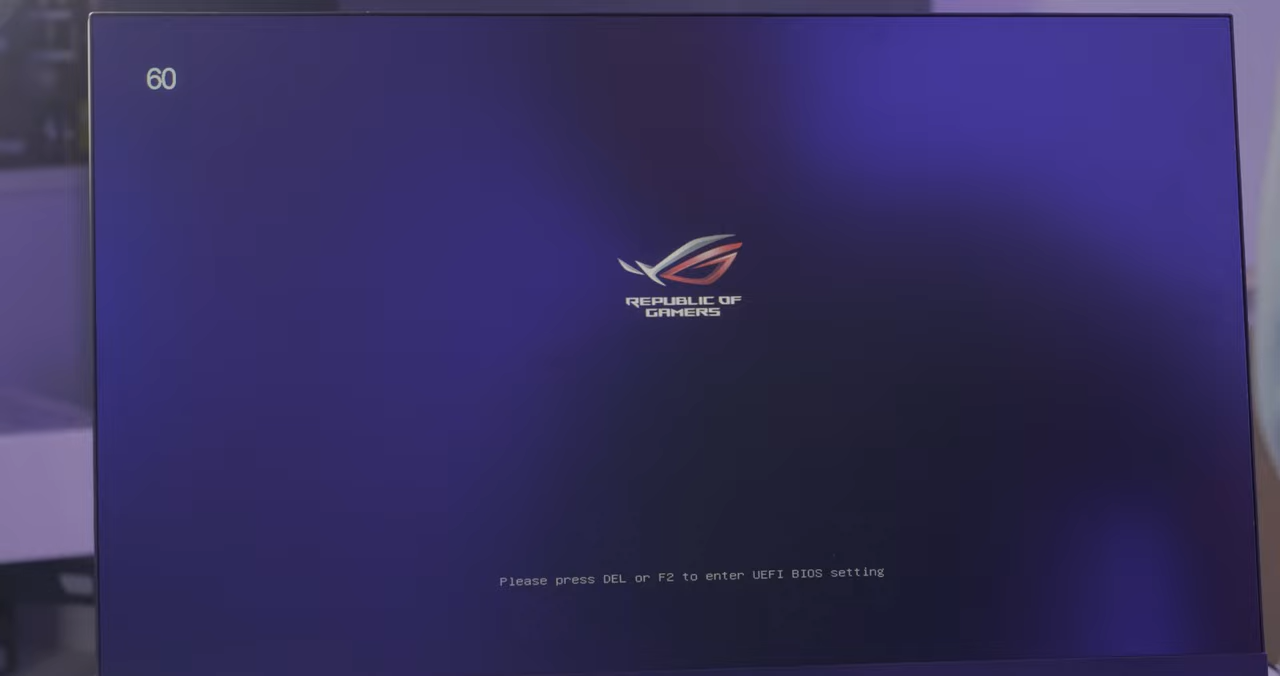 60
REPUBLIC OF
GAMERS
Please press DEL or F2 to enter UEFI BIOS setting